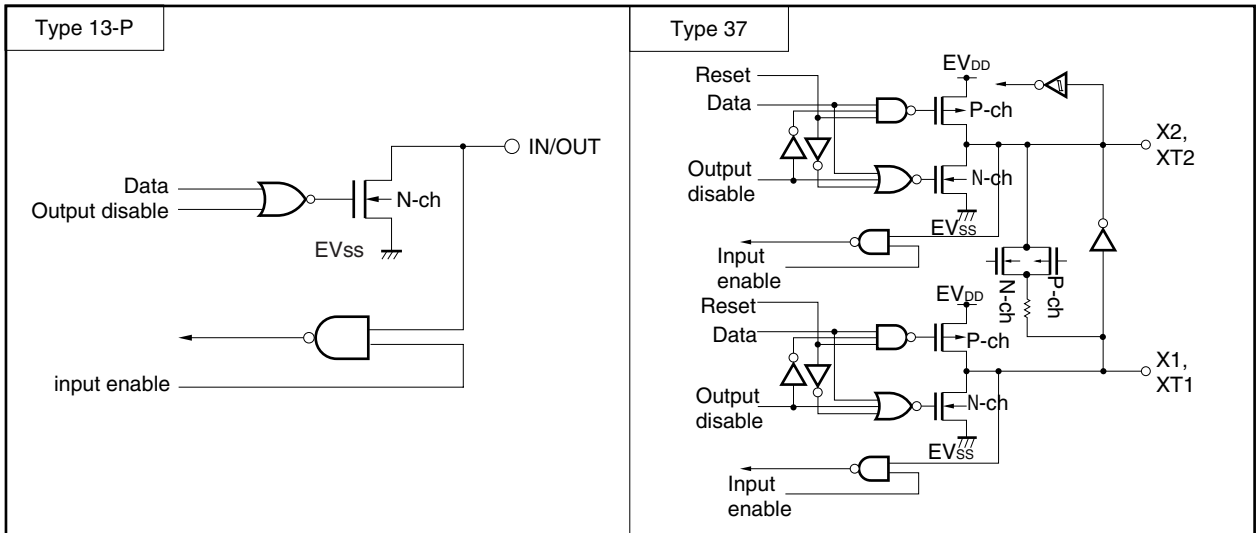 Type 13-P
Data
Output disable
N-ch
EVss
IN/OUT
input enable
Type 37
Reset
Data
Output
disable
EVDD
P-ch
N-ch
EVss
X2,
XT2
Input
enable
N-ch
P-ch
Reset
Data
Output
disable
EVDD
P-ch
N-ch
EVss
X1,
XT1
Input
enable